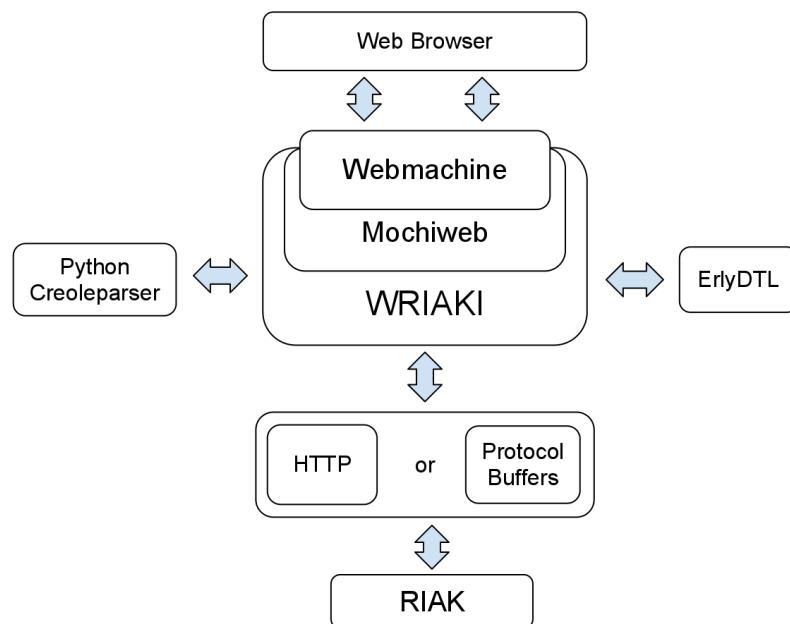 Web Browser
Webmachine
Mochiweb
Python
Creoleparser
WRIAKI
ErlyDTL
HTTP
or
Protocol
Buffers
RIAK